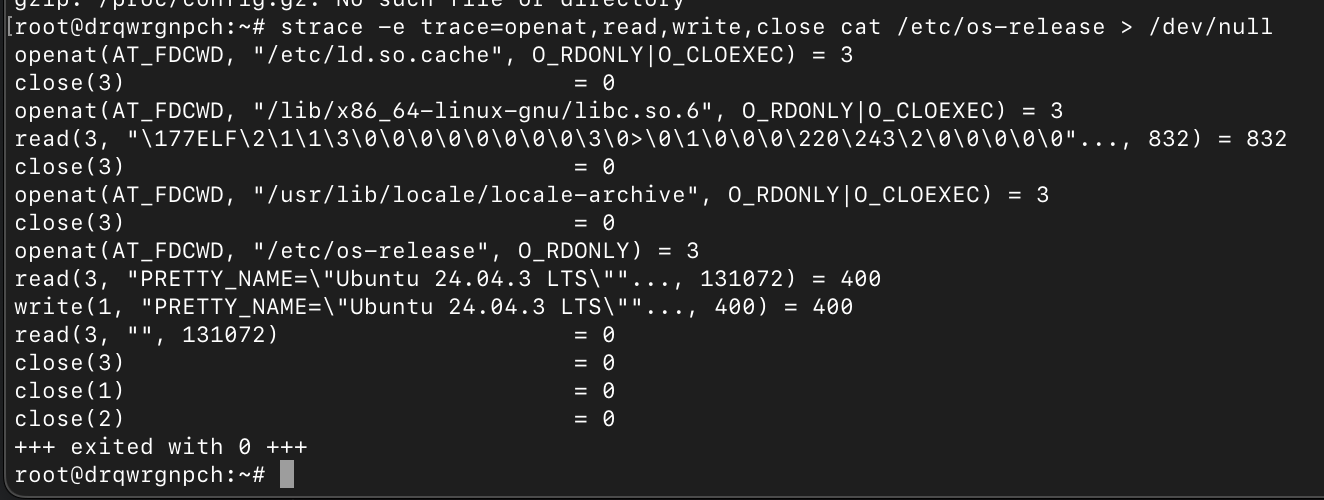 gzip: /proc/config.gz: No such file or directory
[root@drqwrgnpch:~# strace -e trace=openat,read,write,close cat /etc/os-release > /dev/null
openat(AT_FDCWD, "/etc/ld.so.cache", O_RDONLY|O_CLOEXEC) = 3
close(3)                                = 0
openat(AT_FDCWD, "/lib/x86_64-linux-gnu/libc.so.6", O_RDONLY|O_CLOEXEC) = 3
read(3, "\177ELF\2\1\1\3\0\0\0\0\0\0\0\0\3\0>\0\1\0\0\0\220\243\2\0\0\0\0\0"..., 832) = 832
close(3)                                = 0
openat(AT_FDCWD, "/usr/lib/locale/locale-archive", O_RDONLY|O_CLOEXEC) = 3
close(3)                                = 0
openat(AT_FDCWD, "/etc/os-release", O_RDONLY) = 3
read(3, "PRETTY_NAME=\"Ubuntu 24.04.3 LTS\""..., 131072) = 400
write(1, "PRETTY_NAME=\"Ubuntu 24.04.3 LTS\""..., 400) = 400
read(3, "", 131072)                     = 0
close(3)                                = 0
close(1)                                = 0
close(2)                                = 0
+++ exited with 0 +++
root@drqwrgnpch:~#